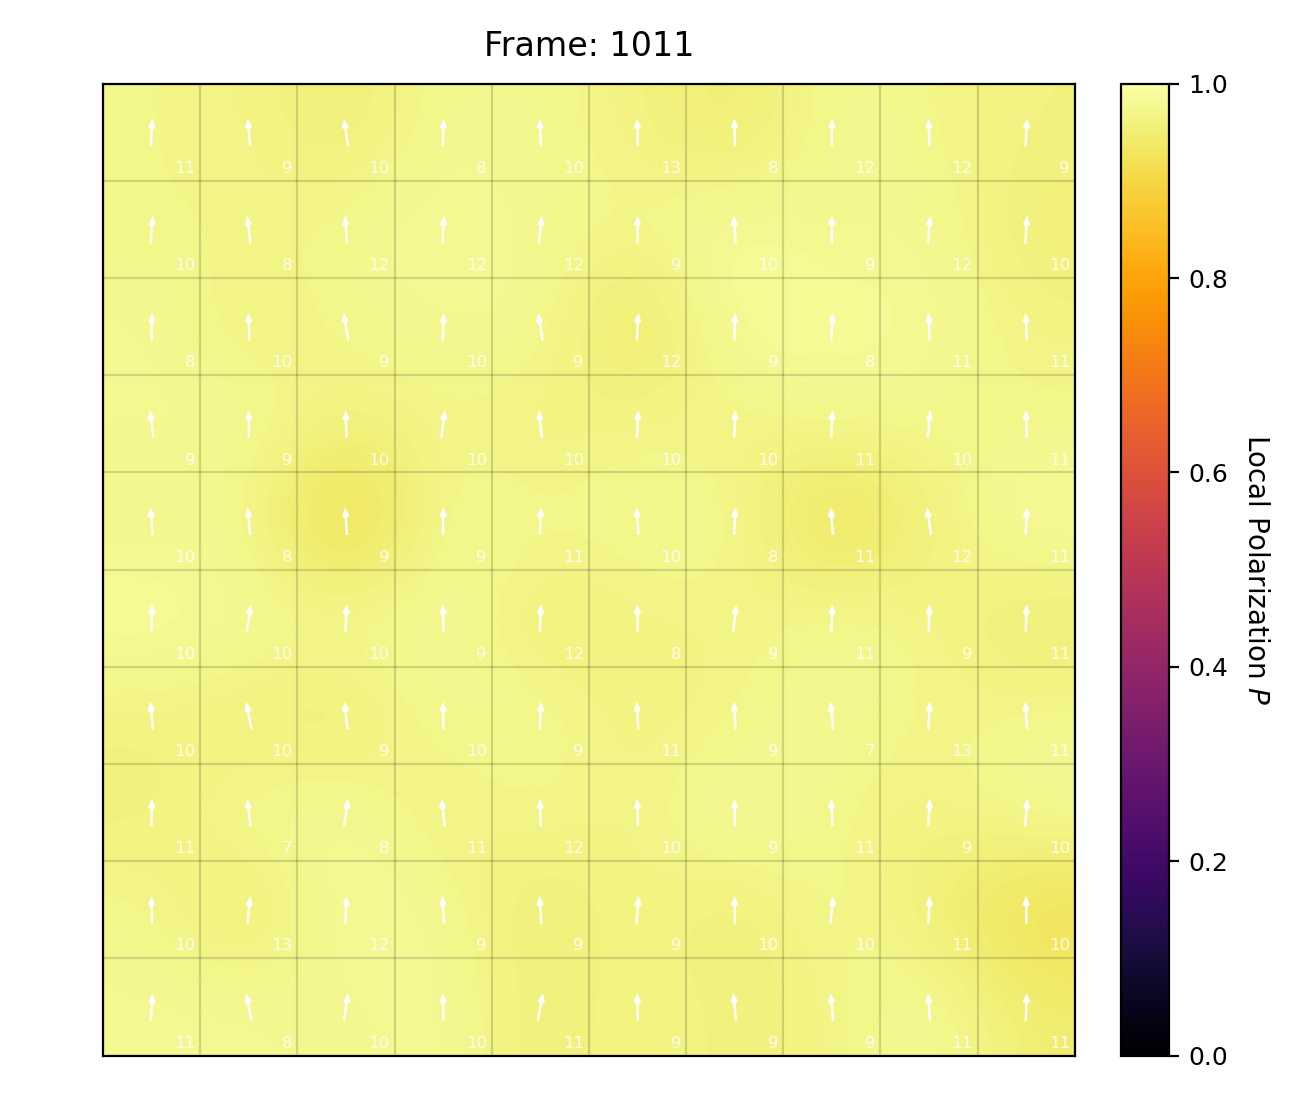 Frame: 1011
11 9 10 8 10 13 8 12 12 9
10 8 12 12 12 9 10 9 12 10
8 10 9 10 9 12 9 8 11 11
9 9 10 10 10 10 10 11 10 11
10 8 9 9 11 10 8 11 12 11
10 10 10 9 12 8 9 11 9 11
10 10 9 10 9 11 9 7 13 11
11 7 8 11 12 10 9 11 9 10
10 13 12 9 9 9 10 10 11 10
11 8 10 10 11 9 9 9 11 11
1.0
0.8
0.6
0.4
0.2
0.0
Local Polarization P